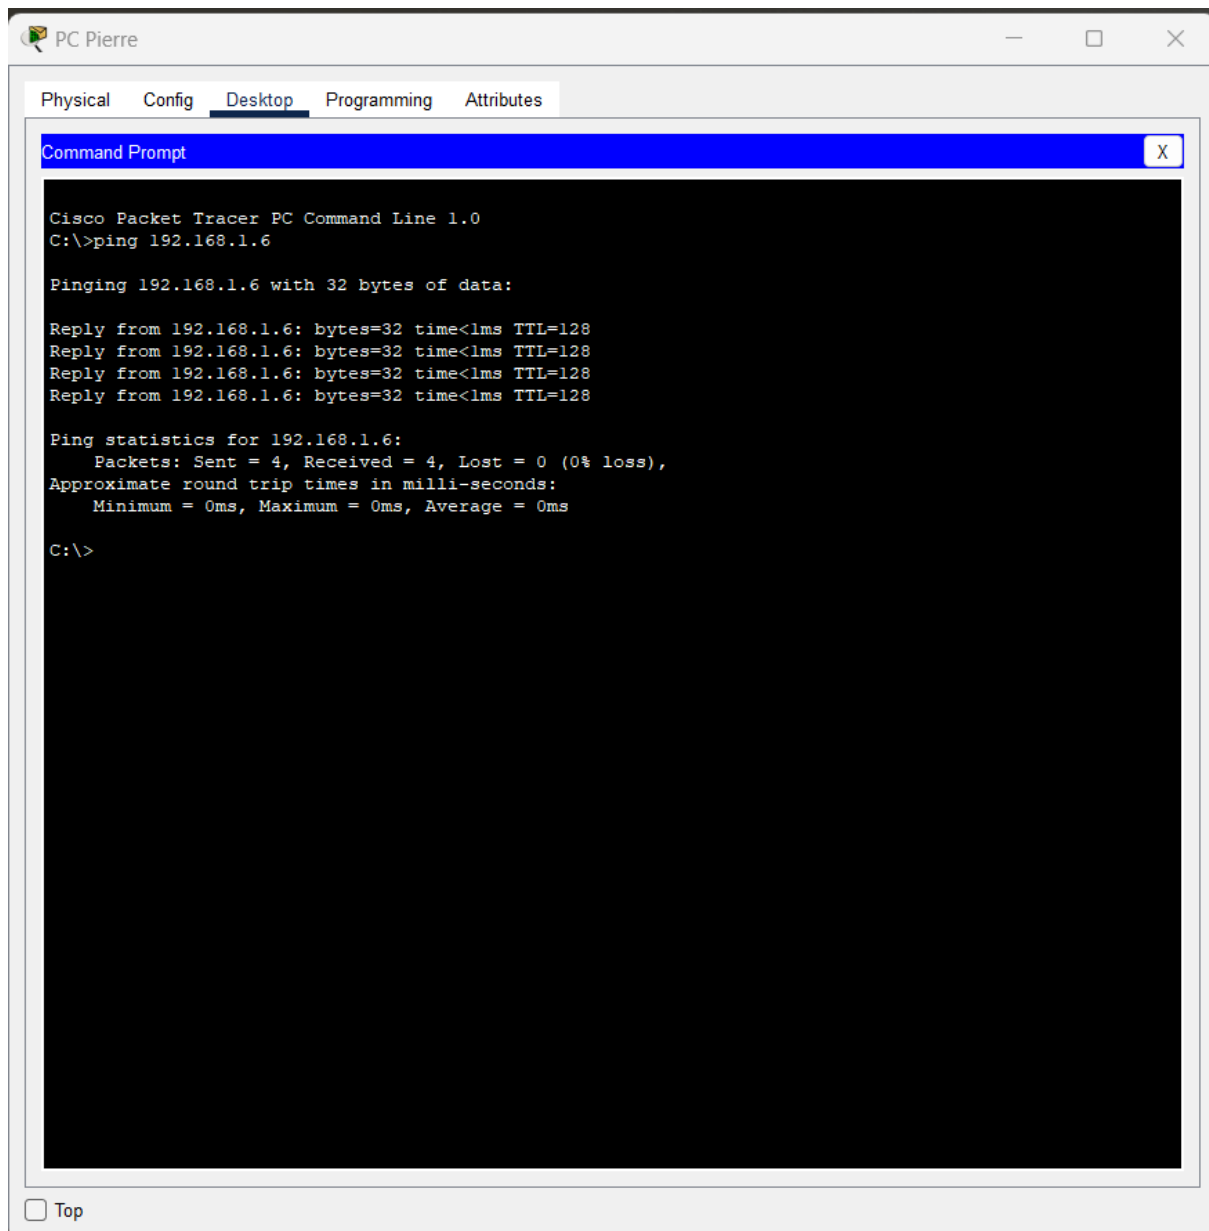 PC Pierre
Physical Config Desktop Programming Attributes
Command Prompt
X
Cisco Packet Tracer PC Command Line 1.0
C:\>ping 192.168.1.6
Pinging 192.168.1.6 with 32 bytes of data:
Reply from 192.168.1.6: bytes=32 time<1ms TTL=128
Reply from 192.168.1.6: bytes=32 time<1ms TTL=128
Reply from 192.168.1.6: bytes=32 time<1ms TTL=128
Reply from 192.168.1.6: bytes=32 time<1ms TTL=128
Ping statistics for 192.168.1.6:
Packets: Sent = 4, Received = 4, Lost = 0 (0% loss),
Approximate round trip times in milli-seconds:
Minimum = 0ms, Maximum = 0ms, Average = 0ms
C:\>
Top